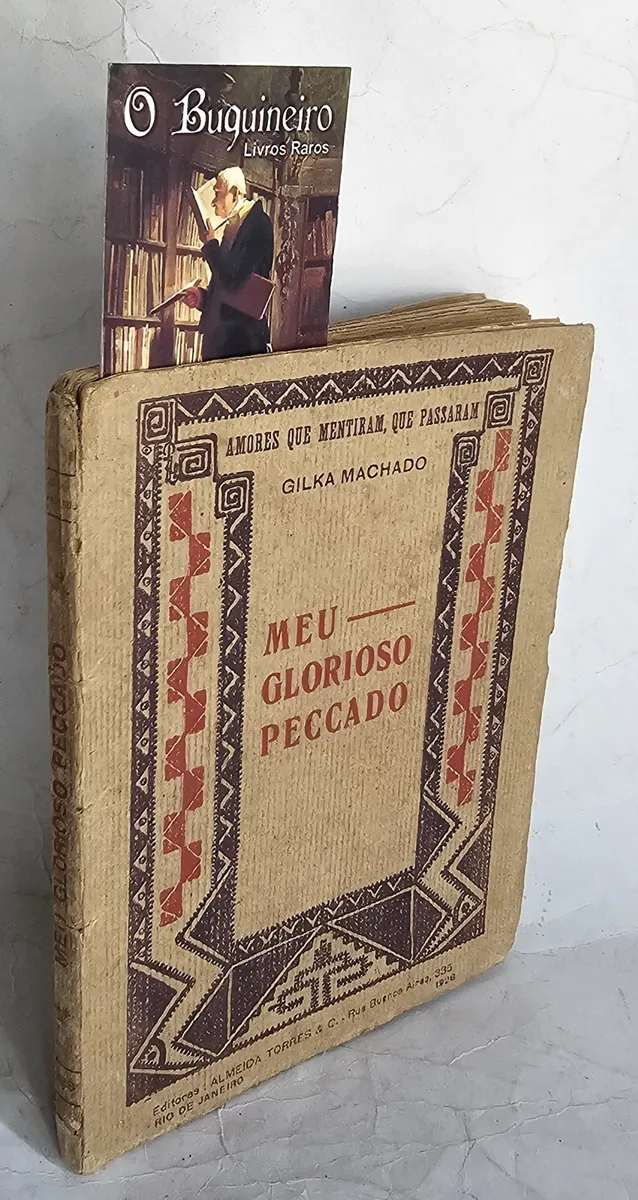 O Buquineiro
Livros Raros
AMORES QUE MENTIRAM, QUE PASSARAM
GILKA MACHADO
MEU
GLORIOSO
PECCADO
Editores: ALMEIDA TORRES & C. - Rua Buenos Aires, 335
RIO DE JANEIRO
1928
MEU GLORIOSO PECCADO